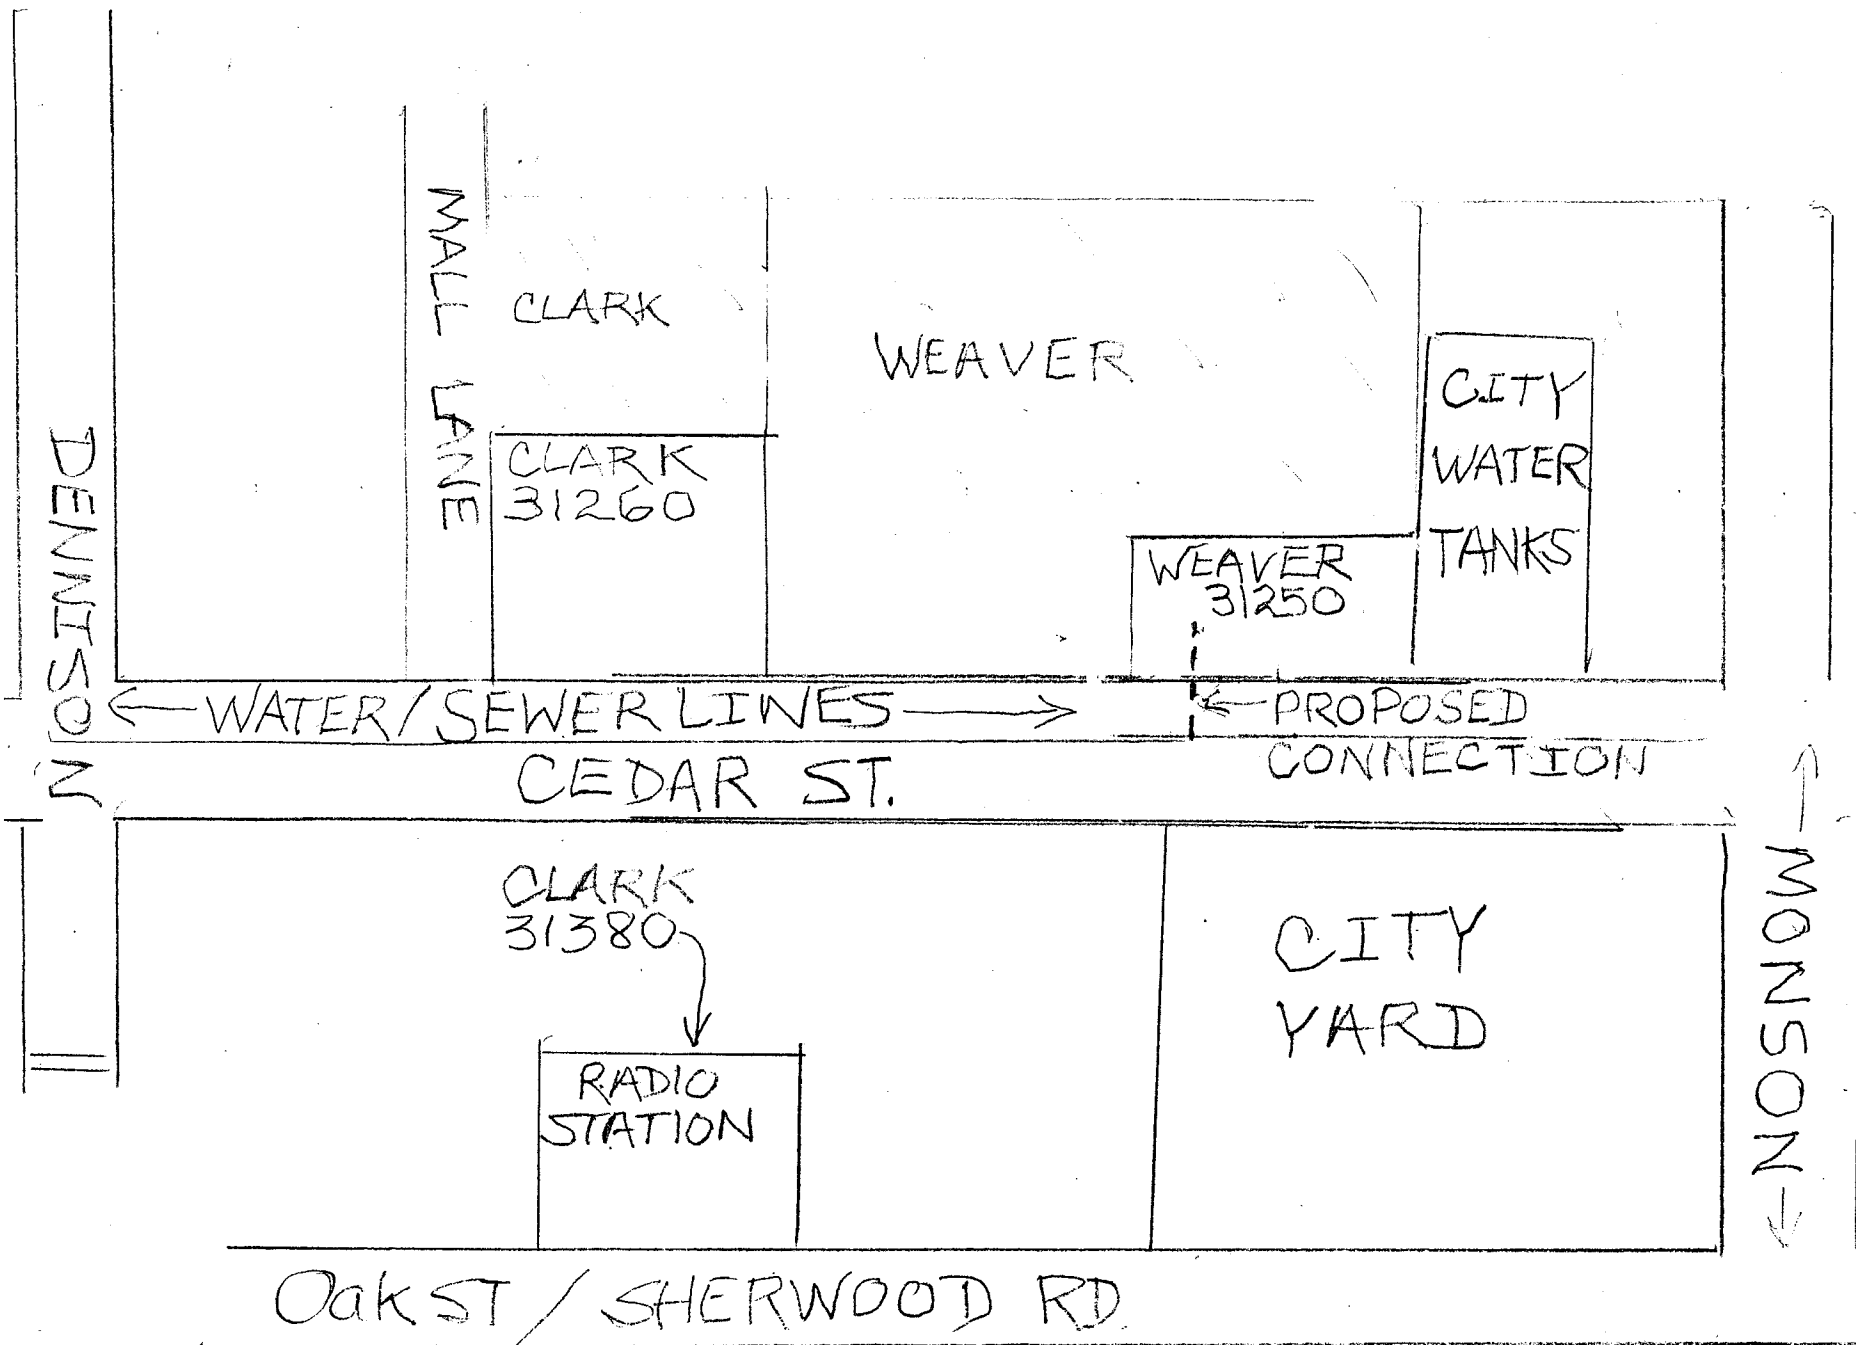 MALL LANE
CLARK
WEAVER
CITY
WATER
TANKS
CLARK
31260
WEAVER
31250
DENNISON
← WATER/SEWER LINES →
← PROPOSED
CONNECTION
CEDAR ST.
CLARK
31380
CITY
YARD
← MONSON →
RADIO
STATION
Oak ST / SHERWOOD RD.